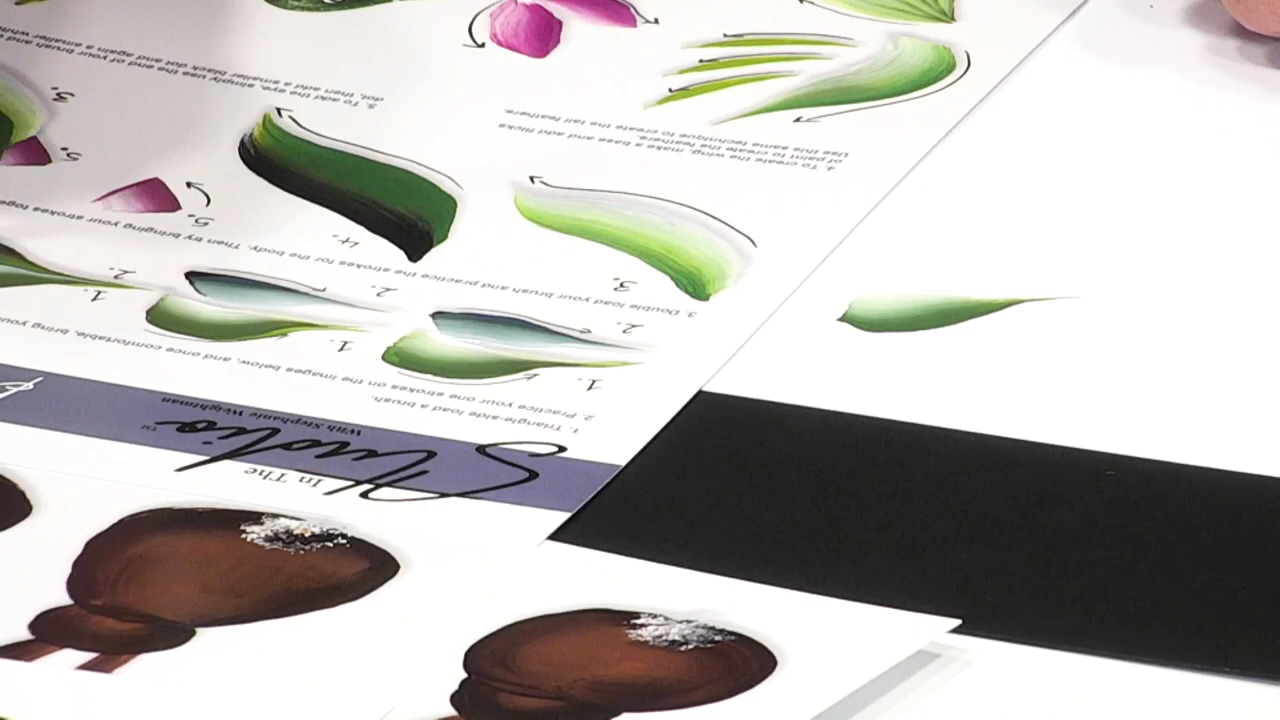 In The
Studio™
With Stephanie Weightman
1. Triangle-side load a brush.
2. Practice your one strokes on the images below, and once comfortable, bring you
1.
2.
1.
2.
1.
2.
3. Double load your brush and practice the strokes for the body. Then by bringing your strokes toge
3.
4.
5.
5.
3.
4. To create the wing, make a base and add flicks
of paint to create the feathers.
Use this same technique to create the tail feathers.
5. To add the eye, simply use the end of your brush and
dot, then add a smaller black dot and again a smaller whit